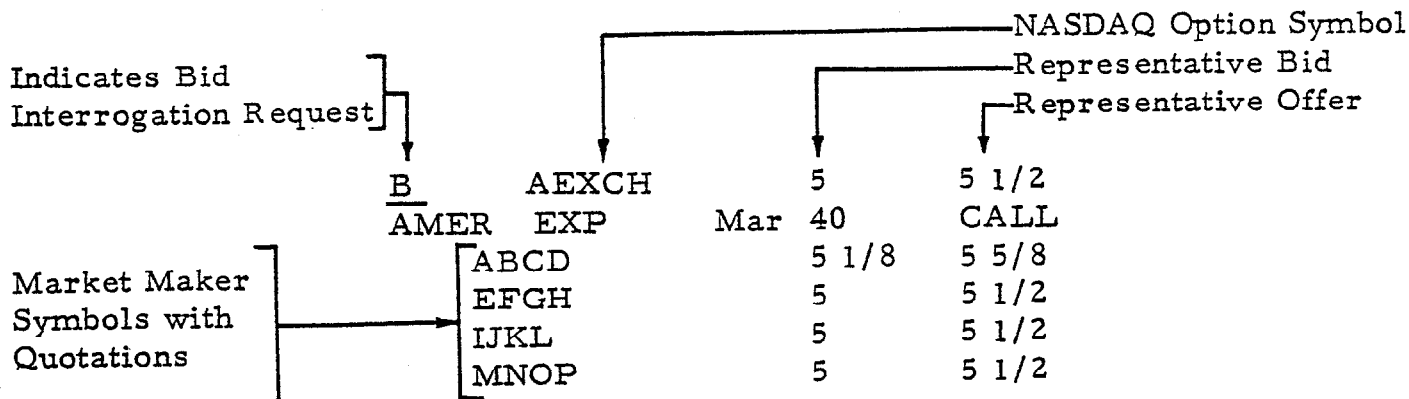 NASDAQ Option Symbol
Representative Bid
Representative Offer
Indicates Bid
Interrogation Request
B AEXCH 5 5 1/2
AMER EXP Mar 40 CALL
Market Maker
Symbols with
Quotations
ABCD 5 1/8 5 5/8
EFGH 5 5 1/2
IJKL 5 5 1/2
MNOP 5 5 1/2